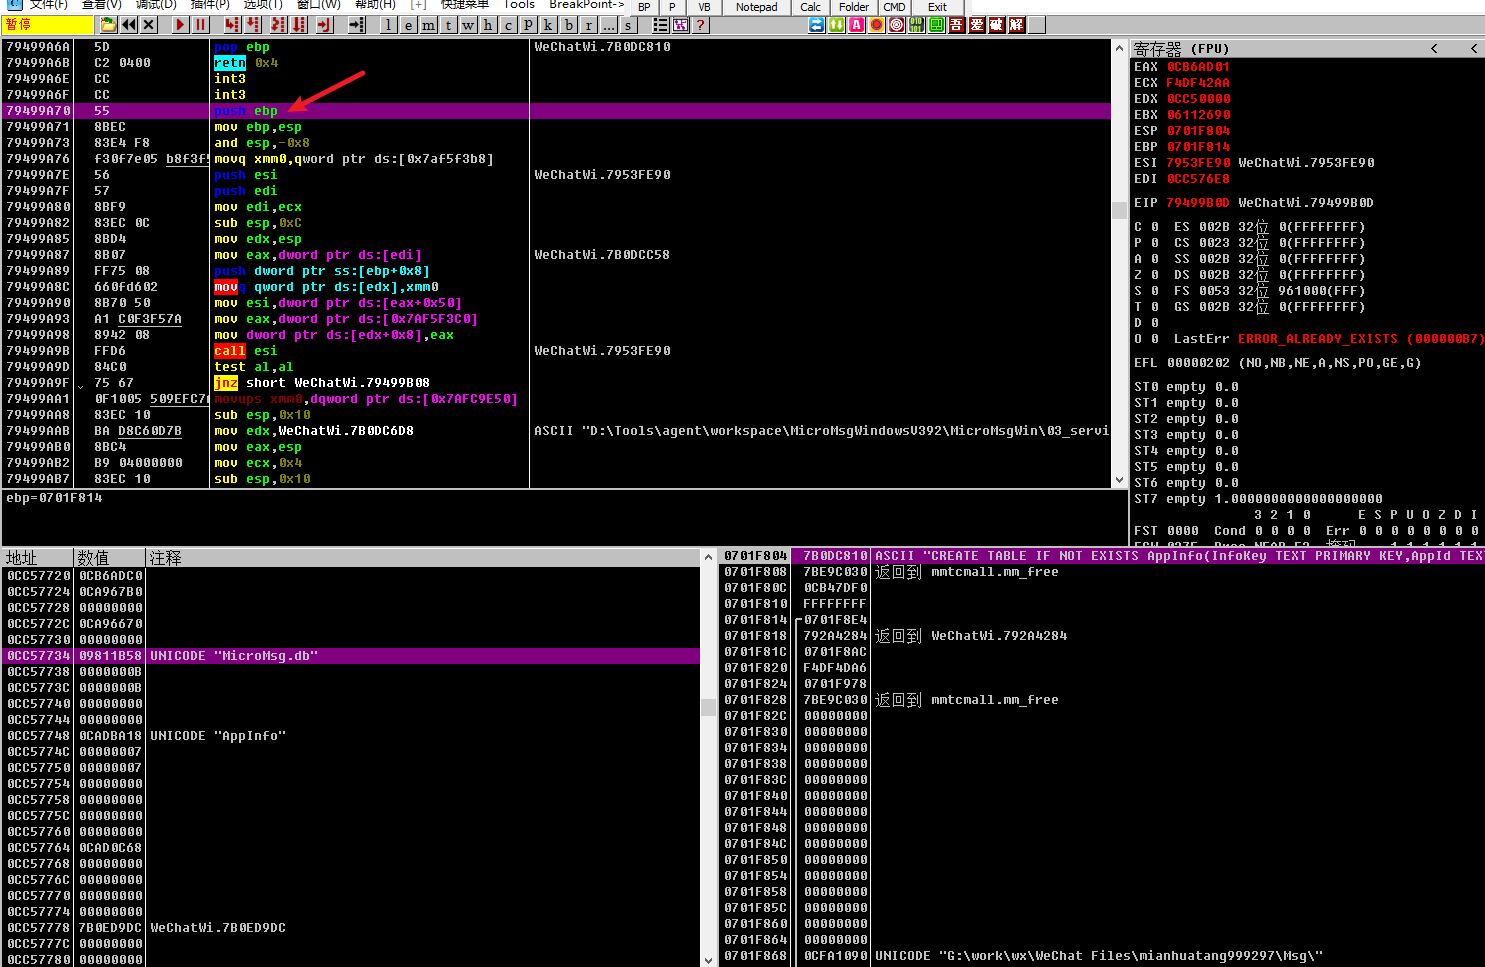 文件(F) 查看(V) 调试(D) 插件(P) 选项(T) 窗口(W) 帮助(H) [+] 快捷菜单 Tools BreakPoint-> BP P VB Notepad Calc Folder CMD Exit
暂停 l e m t w h c p k b r ... s ? 吾 爱 破 解
79499A6A 5D pop ebp WeChatWi.7B0DC810
79499A6B C2 0400 retn 0x4
79499A6E CC int3
79499A6F CC int3
79499A70 55 push ebp
79499A71 8BEC mov ebp,esp
79499A73 83E4 F8 and esp,-0x8
79499A76 f30f7e05 b8f3f5 movq xmm0,qword ptr ds:[0x7af5f3b8]
79499A7E 56 push esi WeChatWi.7953FE90
79499A7F 57 push edi
79499A80 8BF9 mov edi,ecx
79499A82 83EC 0C sub esp,0xC
79499A85 8BD4 mov edx,esp
79499A87 8B07 mov eax,dword ptr ds:[edi] WeChatWi.7B0DCC58
79499A89 FF75 08 push dword ptr ss:[ebp+0x8]
79499A8C 660fd602 movq qword ptr ds:[edx],xmm0
79499A90 8B70 50 mov esi,dword ptr ds:[eax+0x50]
79499A93 A1 C0F3F57A mov eax,dword ptr ds:[0x7AF5F3C0]
79499A98 8942 08 mov dword ptr ds:[edx+0x8],eax
79499A9B FFD6 call esi WeChatWi.7953FE90
79499A9D 84C0 test al,al
79499A9F 75 67 jnz short WeChatWi.79499B08
79499AA1 0F1005 509EFC7A movups xmm0,dqword ptr ds:[0x7AFC9E50]
79499AA8 83EC 10 sub esp,0x10
79499AAB BA D8C60D7B mov edx,WeChatWi.7B0DC6D8 ASCII "D:\Tools\agent\workspace\MicroMsgWindowsV392\MicroMsgWin\03_servi
79499AB0 8BC4 mov eax,esp
79499AB2 B9 04000000 mov ecx,0x4
79499AB7 83EC 10 sub esp,0x10
ebp=0701F814
寄存器 (FPU) < <
EAX 0CB6AD01
ECX F4DF42AA
EDX 0CC50000
EBX 06112690
ESP 0701F804
EBP 0701F814
ESI 7953FE90 WeChatWi.7953FE90
EDI 0CC576E8
EIP 79499B0D WeChatWi.79499B0D
C 0 ES 002B 32位 0(FFFFFFFF)
P 0 CS 0023 32位 0(FFFFFFFF)
A 0 SS 002B 32位 0(FFFFFFFF)
Z 0 DS 002B 32位 0(FFFFFFFF)
S 0 FS 0053 32位 961000(FFF)
T 0 GS 002B 32位 0(FFFFFFFF)
D 0
O 0 LastErr ERROR_ALREADY_EXISTS (000000B7)
EFL 00000202 (NO,NB,NE,A,NS,PO,GE,G)
ST0 empty 0.0
ST1 empty 0.0
ST2 empty 0.0
ST3 empty 0.0
ST4 empty 0.0
ST5 empty 0.0
ST6 empty 0.0
ST7 empty 1.0000000000000000000
3 2 1 0 E S P U O Z D I
FST 0000 Cond 0 0 0 0 Err 0 0 0 0 0 0 0 0
地址 数值 注释
0CC57720 0CB6ADC0
0CC57724 0CA967B0
0CC57728 00000000
0CC5772C 0CA96670
0CC57730 00000000
0CC57734 09811B58 UNICODE "MicroMsg.db"
0CC57738 0000000B
0CC5773C 0000000B
0CC57740 00000000
0CC57744 00000000
0CC57748 0CADBA18 UNICODE "AppInfo"
0CC5774C 00000007
0CC57750 00000007
0CC57754 00000000
0CC57758 00000000
0CC5775C 00000000
0CC57760 00000000
0CC57764 0CAD0C68
0CC57768 00000000
0CC5776C 00000000
0CC57770 00000000
0CC57774 00000000
0CC57778 7B0ED9DC WeChatWi.7B0ED9DC
0CC5777C 00000000
0CC57780 00000000
0701F804 7B0DC810 ASCII "CREATE TABLE IF NOT EXISTS AppInfo(InfoKey TEXT PRIMARY KEY,AppId TEX
0701F808 7BE9C030 返回到 mmtcmall.mm_free
0701F80C 0CB47DF0
0701F810 FFFFFFFF
0701F814 0701F8E4
0701F818 792A4284 返回到 WeChatWi.792A4284
0701F81C 0701F8AC
0701F820 F4DF4DA6
0701F824 0701F978
0701F828 7BE9C030 返回到 mmtcmall.mm_free
0701F82C 00000000
0701F830 00000000
0701F834 00000000
0701F838 00000000
0701F83C 00000000
0701F840 00000000
0701F844 00000000
0701F848 00000000
0701F84C 00000000
0701F850 00000000
0701F854 00000000
0701F858 00000000
0701F85C 00000000
0701F860 00000000
0701F864 00000000
0701F868 0CFA1090 UNICODE "G:\work\wx\WeChat Files\mianhuatang999297\Msg\"